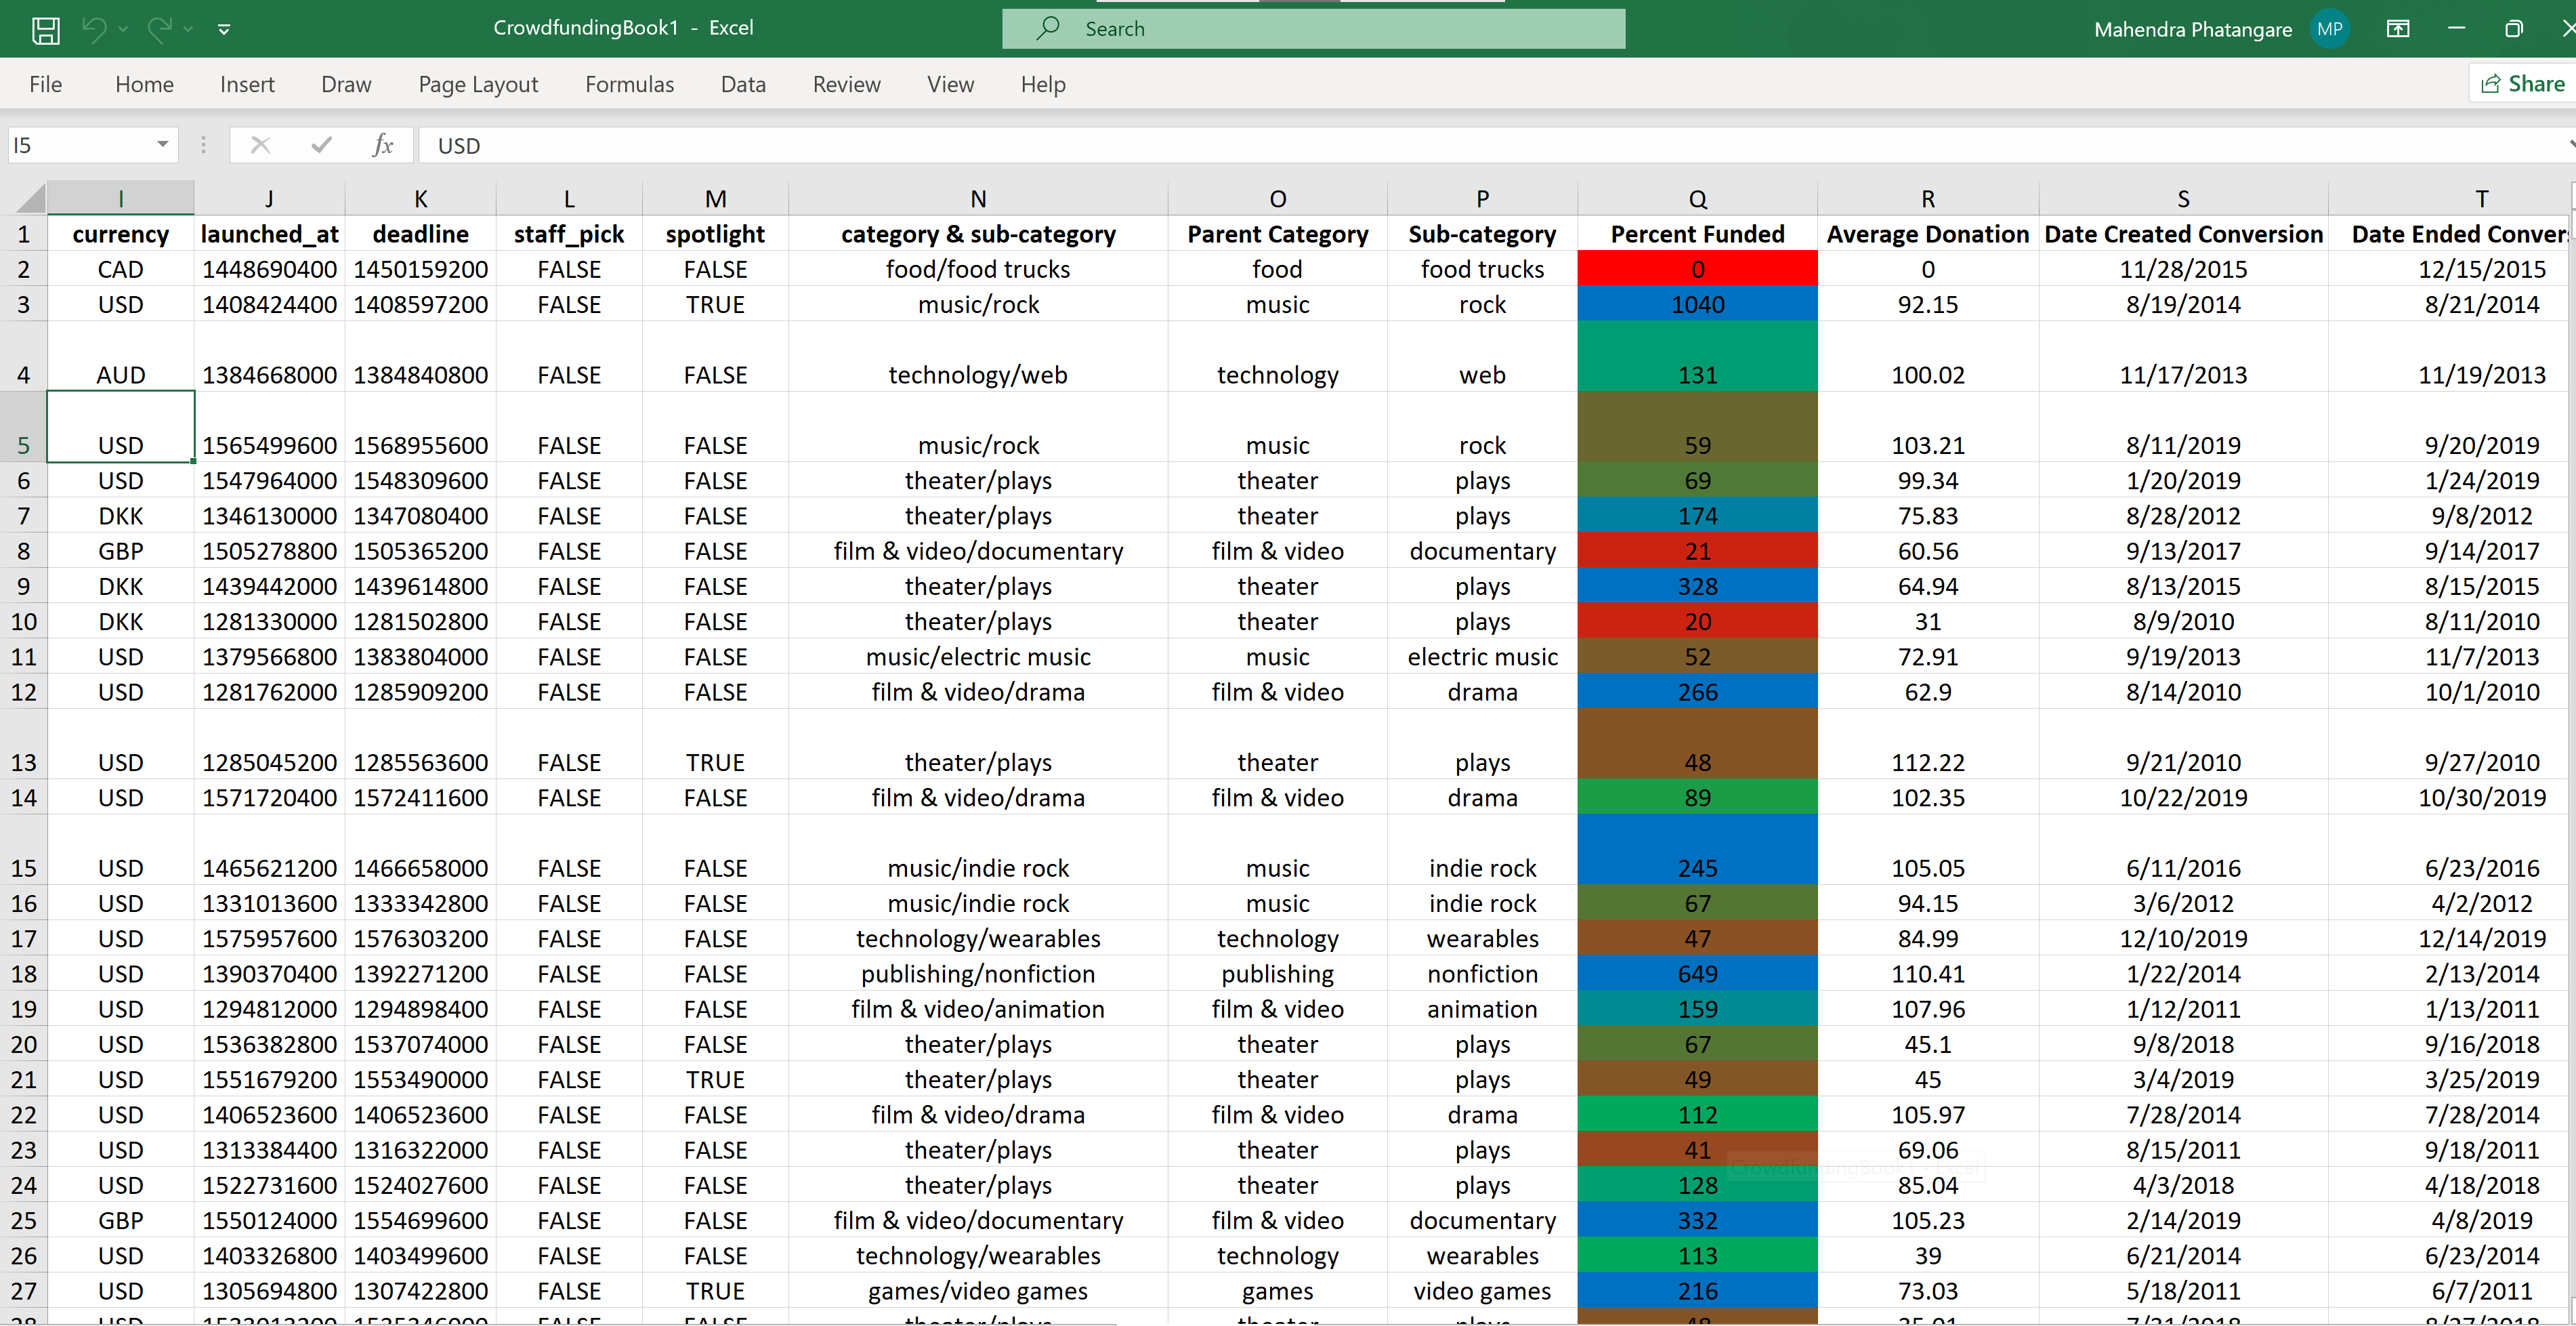 CrowdfundingBook1 - Excel
Search
Mahendra Phatangare MP
File Home Insert Draw Page Layout Formulas Data Review View Help Share
I5 fx USD
I J K L M N O P Q R S T
1 currency launched_at deadline staff_pick spotlight category & sub-category Parent Category Sub-category Percent Funded Average Donation Date Created Conversion Date Ended Conver
2 CAD 1448690400 1450159200 FALSE FALSE food/food trucks food food trucks 0 0 11/28/2015 12/15/2015
3 USD 1408424400 1408597200 FALSE TRUE music/rock music rock 1040 92.15 8/19/2014 8/21/2014
4 AUD 1384668000 1384840800 FALSE FALSE technology/web technology web 131 100.02 11/17/2013 11/19/2013
5 USD 1565499600 1568955600 FALSE FALSE music/rock music rock 59 103.21 8/11/2019 9/20/2019
6 USD 1547964000 1548309600 FALSE FALSE theater/plays theater plays 69 99.34 1/20/2019 1/24/2019
7 DKK 1346130000 1347080400 FALSE FALSE theater/plays theater plays 174 75.83 8/28/2012 9/8/2012
8 GBP 1505278800 1505365200 FALSE FALSE film & video/documentary film & video documentary 21 60.56 9/13/2017 9/14/2017
9 DKK 1439442000 1439614800 FALSE FALSE theater/plays theater plays 328 64.94 8/13/2015 8/15/2015
10 DKK 1281330000 1281502800 FALSE FALSE theater/plays theater plays 20 31 8/9/2010 8/11/2010
11 USD 1379566800 1383804000 FALSE FALSE music/electric music music electric music 52 72.91 9/19/2013 11/7/2013
12 USD 1281762000 1285909200 FALSE FALSE film & video/drama film & video drama 266 62.9 8/14/2010 10/1/2010
13 USD 1285045200 1285563600 FALSE TRUE theater/plays theater plays 48 112.22 9/21/2010 9/27/2010
14 USD 1571720400 1572411600 FALSE FALSE film & video/drama film & video drama 89 102.35 10/22/2019 10/30/2019
15 USD 1465621200 1466658000 FALSE FALSE music/indie rock music indie rock 245 105.05 6/11/2016 6/23/2016
16 USD 1331013600 1333342800 FALSE FALSE music/indie rock music indie rock 67 94.15 3/6/2012 4/2/2012
17 USD 1575957600 1576303200 FALSE FALSE technology/wearables technology wearables 47 84.99 12/10/2019 12/14/2019
18 USD 1390370400 1392271200 FALSE FALSE publishing/nonfiction publishing nonfiction 649 110.41 1/22/2014 2/13/2014
19 USD 1294812000 1294898400 FALSE FALSE film & video/animation film & video animation 159 107.96 1/12/2011 1/13/2011
20 USD 1536382800 1537074000 FALSE FALSE theater/plays theater plays 67 45.1 9/8/2018 9/16/2018
21 USD 1551679200 1553490000 FALSE TRUE theater/plays theater plays 49 45 3/4/2019 3/25/2019
22 USD 1406523600 1406523600 FALSE FALSE film & video/drama film & video drama 112 105.97 7/28/2014 7/28/2014
23 USD 1313384400 1316322000 FALSE FALSE theater/plays theater plays 41 69.06 8/15/2011 9/18/2011
CrowdfundingBook1 - Excel
24 USD 1522731600 1524027600 FALSE FALSE theater/plays theater plays 128 85.04 4/3/2018 4/18/2018
25 GBP 1550124000 1554699600 FALSE FALSE film & video/documentary film & video documentary 332 105.23 2/14/2019 4/8/2019
26 USD 1403326800 1403499600 FALSE FALSE technology/wearables technology wearables 113 39 6/21/2014 6/23/2014
27 USD 1305694800 1307422800 FALSE TRUE games/video games games video games 216 73.03 5/18/2011 6/7/2011